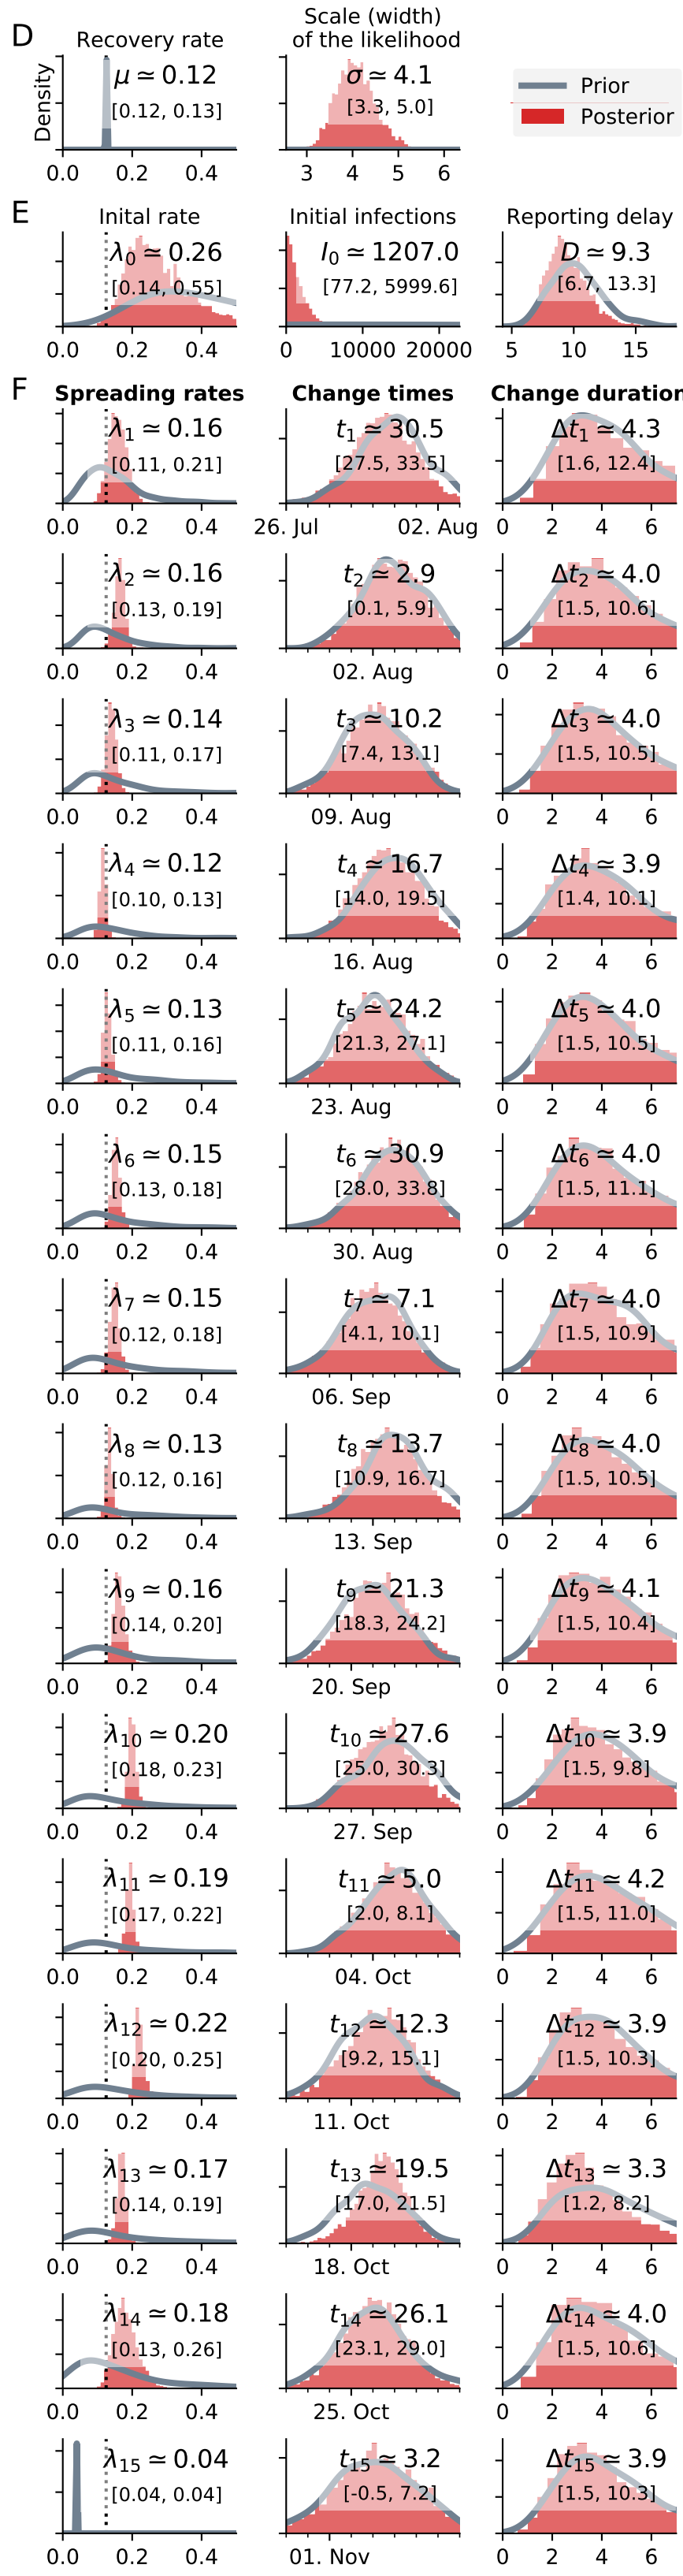 D
Recovery rate
Scale (width)
of the likelihood
Density
μ ≃ 0.12
[0.12, 0.13]
0.0 0.2 0.4
σ ≃ 4.1
[3.3, 5.0]
3 4 5 6
Prior
Posterior
E
Inital rate
λ0 ≃ 0.26
[0.14, 0.55]
0.0 0.2 0.4
Initial infections
I0 ≃ 1207.0
[77.2, 5999.6]
0 10000 20000
Reporting delay
D ≃ 9.3
[6.7, 13.3]
5 10 15
F
Spreading rates Change times Change duration
λ1 ≃ 0.16 t1 ≃ 30.5 Δt1 ≃ 4.3
[0.11, 0.21] [27.5, 33.5] [1.6, 12.4]
0.0 0.2 0.4 26. Jul 02. Aug 0 2 4 6
λ2 ≃ 0.16 t2 ≃ 2.9 Δt2 ≃ 4.0
[0.13, 0.19] [0.1, 5.9] [1.5, 10.6]
0.0 0.2 0.4 02. Aug 0 2 4 6
λ3 ≃ 0.14 t3 ≃ 10.2 Δt3 ≃ 4.0
[0.11, 0.17] [7.4, 13.1] [1.5, 10.5]
0.0 0.2 0.4 09. Aug 0 2 4 6
λ4 ≃ 0.12 t4 ≃ 16.7 Δt4 ≃ 3.9
[0.10, 0.13] [14.0, 19.5] [1.4, 10.1]
0.0 0.2 0.4 16. Aug 0 2 4 6
λ5 ≃ 0.13 t5 ≃ 24.2 Δt5 ≃ 4.0
[0.11, 0.16] [21.3, 27.1] [1.5, 10.5]
0.0 0.2 0.4 23. Aug 0 2 4 6
λ6 ≃ 0.15 t6 ≃ 30.9 Δt6 ≃ 4.0
[0.13, 0.18] [28.0, 33.8] [1.5, 11.1]
0.0 0.2 0.4 30. Aug 0 2 4 6
λ7 ≃ 0.15 t7 ≃ 7.1 Δt7 ≃ 4.0
[0.12, 0.18] [4.1, 10.1] [1.5, 10.9]
0.0 0.2 0.4 06. Sep 0 2 4 6
λ8 ≃ 0.13 t8 ≃ 13.7 Δt8 ≃ 4.0
[0.12, 0.16] [10.9, 16.7] [1.5, 10.5]
0.0 0.2 0.4 13. Sep 0 2 4 6
λ9 ≃ 0.16 t9 ≃ 21.3 Δt9 ≃ 4.1
[0.14, 0.20] [18.3, 24.2] [1.5, 10.4]
0.0 0.2 0.4 20. Sep 0 2 4 6
λ10 ≃ 0.20 t10 ≃ 27.6 Δt10 ≃ 3.9
[0.18, 0.23] [25.0, 30.3] [1.5, 9.8]
0.0 0.2 0.4 27. Sep 0 2 4 6
λ11 ≃ 0.19 t11 ≃ 5.0 Δt11 ≃ 4.2
[0.17, 0.22] [2.0, 8.1] [1.5, 11.0]
0.0 0.2 0.4 04. Oct 0 2 4 6
λ12 ≃ 0.22 t12 ≃ 12.3 Δt12 ≃ 3.9
[0.20, 0.25] [9.2, 15.1] [1.5, 10.3]
0.0 0.2 0.4 11. Oct 0 2 4 6
λ13 ≃ 0.17 t13 ≃ 19.5 Δt13 ≃ 3.3
[0.14, 0.19] [17.0, 21.5] [1.2, 8.2]
0.0 0.2 0.4 18. Oct 0 2 4 6
λ14 ≃ 0.18 t14 ≃ 26.1 Δt14 ≃ 4.0
[0.13, 0.26] [23.1, 29.0] [1.5, 10.6]
0.0 0.2 0.4 25. Oct 0 2 4 6
λ15 ≃ 0.04 t15 ≃ 3.2 Δt15 ≃ 3.9
[0.04, 0.04] [-0.5, 7.2] [1.5, 10.3]
0.0 0.2 0.4 01. Nov 0 2 4 6